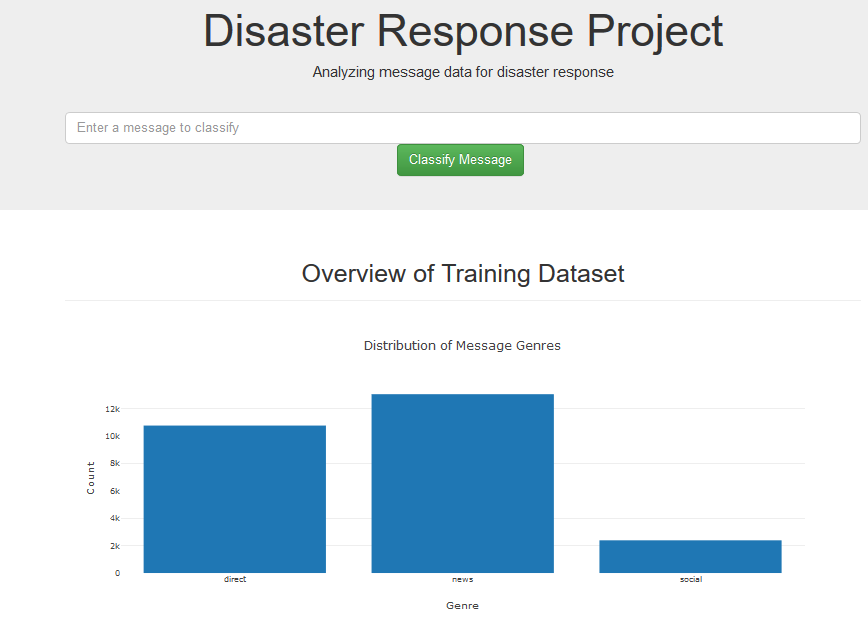 Disaster Response Project
Analyzing message data for disaster response
Enter a message to classify
Classify Message
Overview of Training Dataset
Distribution of Message Genres
12k
10k
8k
6k
4k
2k
0
Count
direct
news
social
Genre